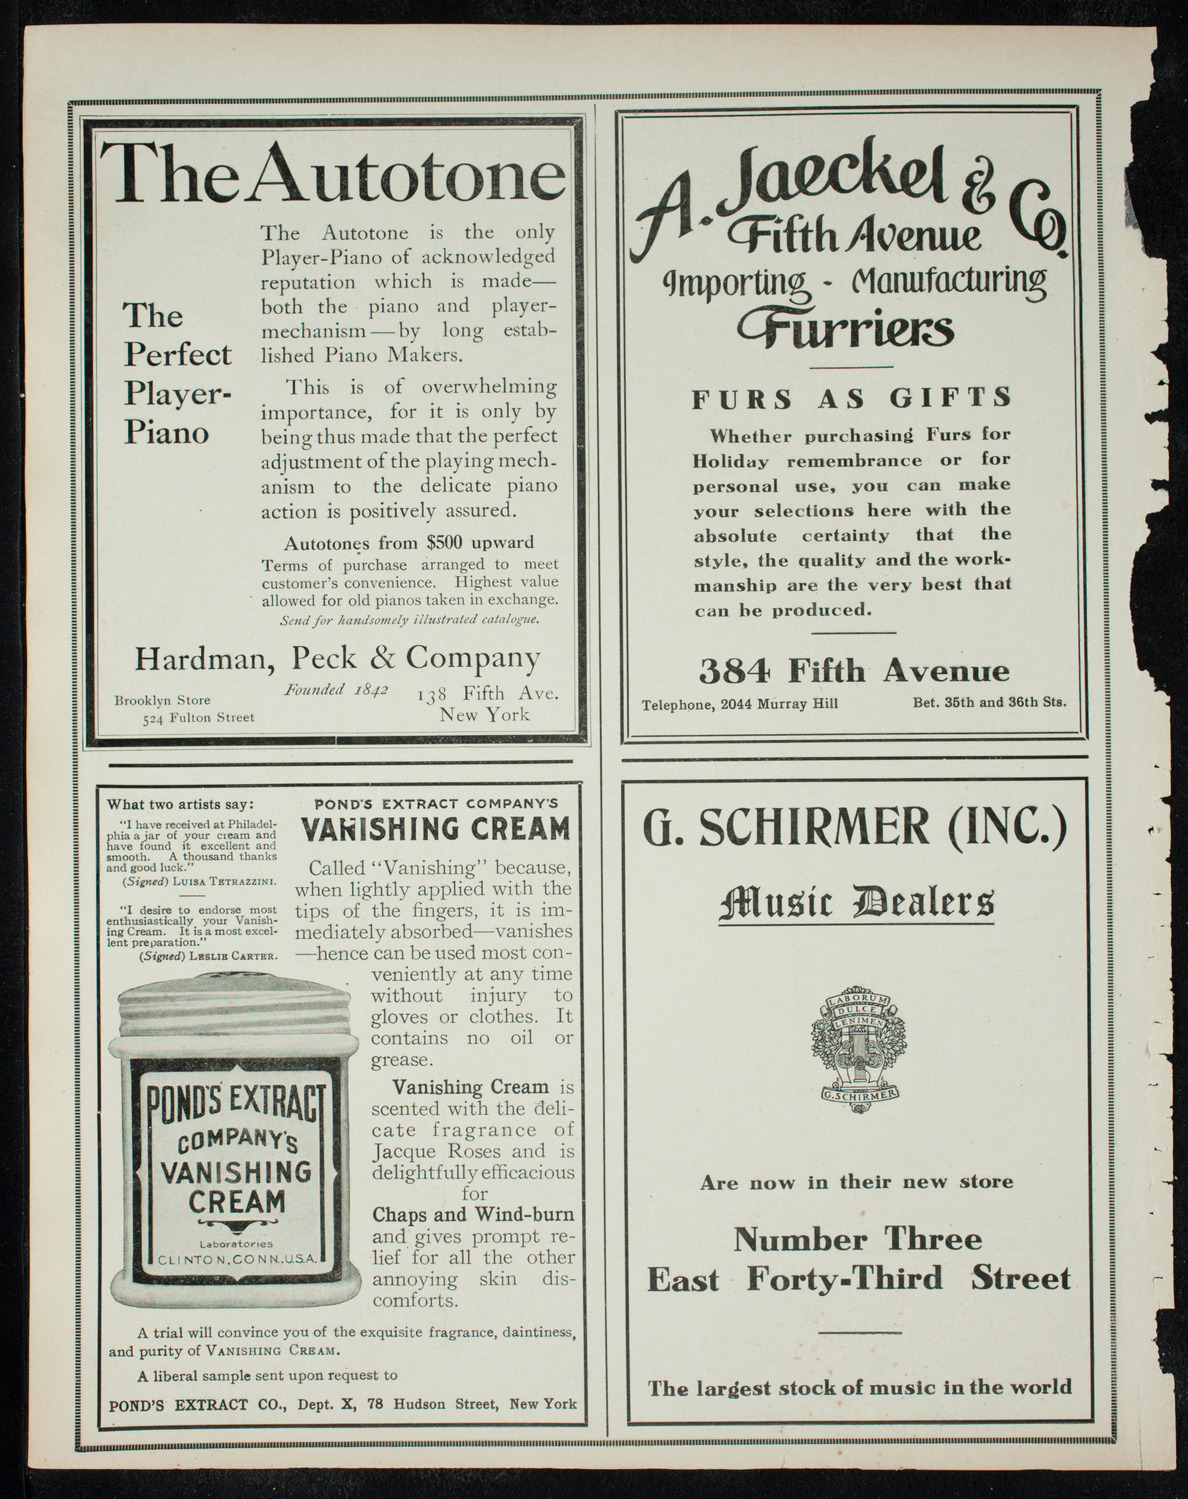 The Autotone
The
Perfect
Player-
Piano
The Autotone is the only
Player-Piano of acknowledged
reputation which is made—
both the piano and player-
mechanism—by long estab-
lished Piano Makers.
This is of overwhelming
importance, for it is only by
being thus made that the perfect
adjustment of the playing mech-
anism to the delicate piano
action is positively assured.
Autotones from $500 upward
Terms of purchase arranged to meet
customer's convenience. Highest value
allowed for old pianos taken in exchange.
Send for handsomely illustrated catalogue.
Hardman, Peck & Company
Founded 1842
Brooklyn Store
524 Fulton Street
138 Fifth Ave.
New York
A. Jaeckel & Co.
Fifth Avenue
Importing - Manufacturing
Furriers
FURS AS GIFTS
Whether purchasing Furs for
Holiday remembrance or for
personal use, you can make
your selections here with the
absolute certainty that the
style, the quality and the work-
manship are the very best that
can be produced.
384 Fifth Avenue
Telephone, 2044 Murray Hill Bet. 35th and 36th Sts.
What two artists say:
"I have received at Philadel-
phia a jar of your cream and
have found it excellent and
smooth. A thousand thanks
and good luck."
(Signed) LUISA TETRAZZINI.
"I desire to endorse most
enthusiastically your Vanish-
ing Cream. It is a most excel-
lent preparation."
(Signed) LESLIE CARTER.
POND'S EXTRACT COMPANY'S
VANISHING CREAM
Called "Vanishing" because,
when lightly applied with the
tips of the fingers, it is im-
mediately absorbed—vanishes
—hence can be used most con-
veniently at any time
without injury to
gloves or clothes. It
contains no oil or
grease.
Vanishing Cream is
scented with the deli-
cate fragrance of
Jacque Roses and is
delightfully efficacious
for
Chaps and Wind-burn
and gives prompt re-
lief for all the other
annoying skin dis-
comforts.
POND'S EXTRACT
COMPANY'S
VANISHING
CREAM
Laboratories
CLINTON, CONN., U.S.A.
A trial will convince you of the exquisite fragrance, daintiness,
and purity of VANISHING CREAM.
A liberal sample sent upon request to
POND'S EXTRACT CO., Dept. X, 78 Hudson Street, New York
G. SCHIRMER (INC.)
Music Dealers
LABORUM
DULCE
LENIMEN
G. SCHIRMER
Are now in their new store
Number Three
East Forty-Third Street
The largest stock of music in the world